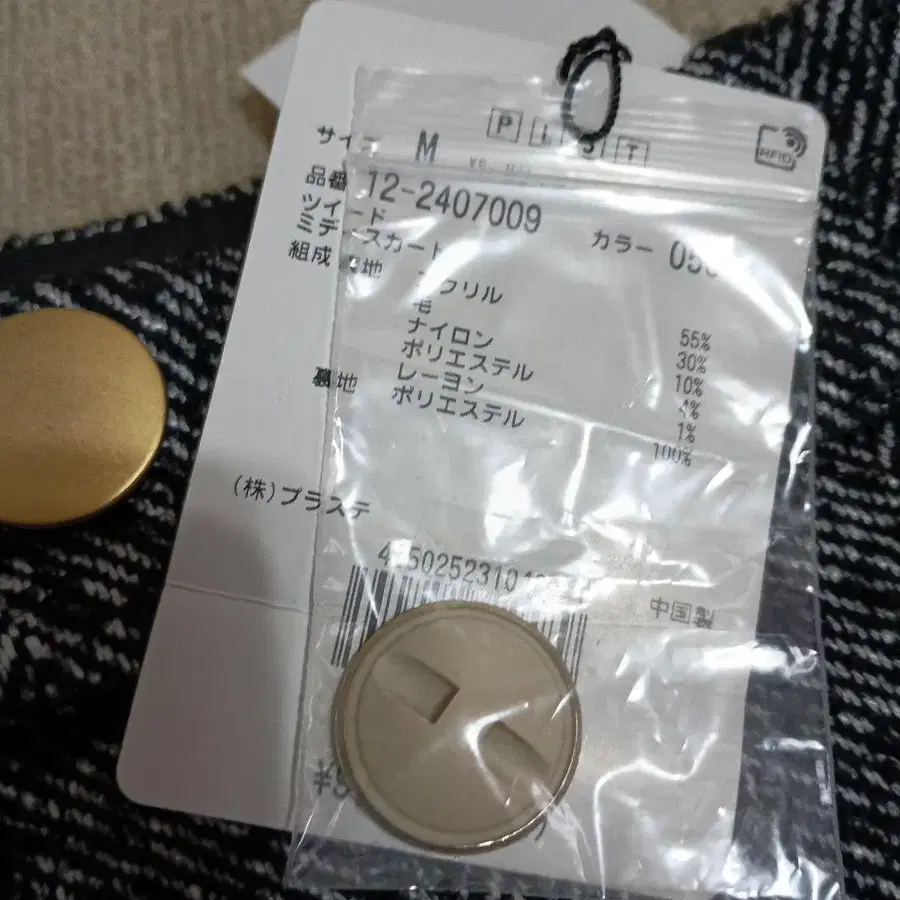 サイズ M
RFID
品番 12-2407009
カラー
ツイード
ミディスカート
組成 表地 アクリル 55%
毛 30%
ナイロン 10%
ポリエステル 4%
レーヨン 1%
裏地 ポリエステル 100%
(株)プラステ
中国製